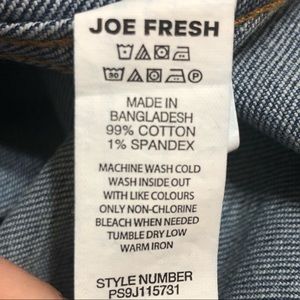 JOE FRESH
MADE IN
BANGLADESH
99% COTTON
1% SPANDEX
MACHINE WASH COLD
WASH INSIDE OUT
WITH LIKE COLOURS
ONLY NON-CHLORINE
BLEACH WHEN NEEDED
TUMBLE DRY LOW
WARM IRON
STYLE NUMBER
PS9J115731